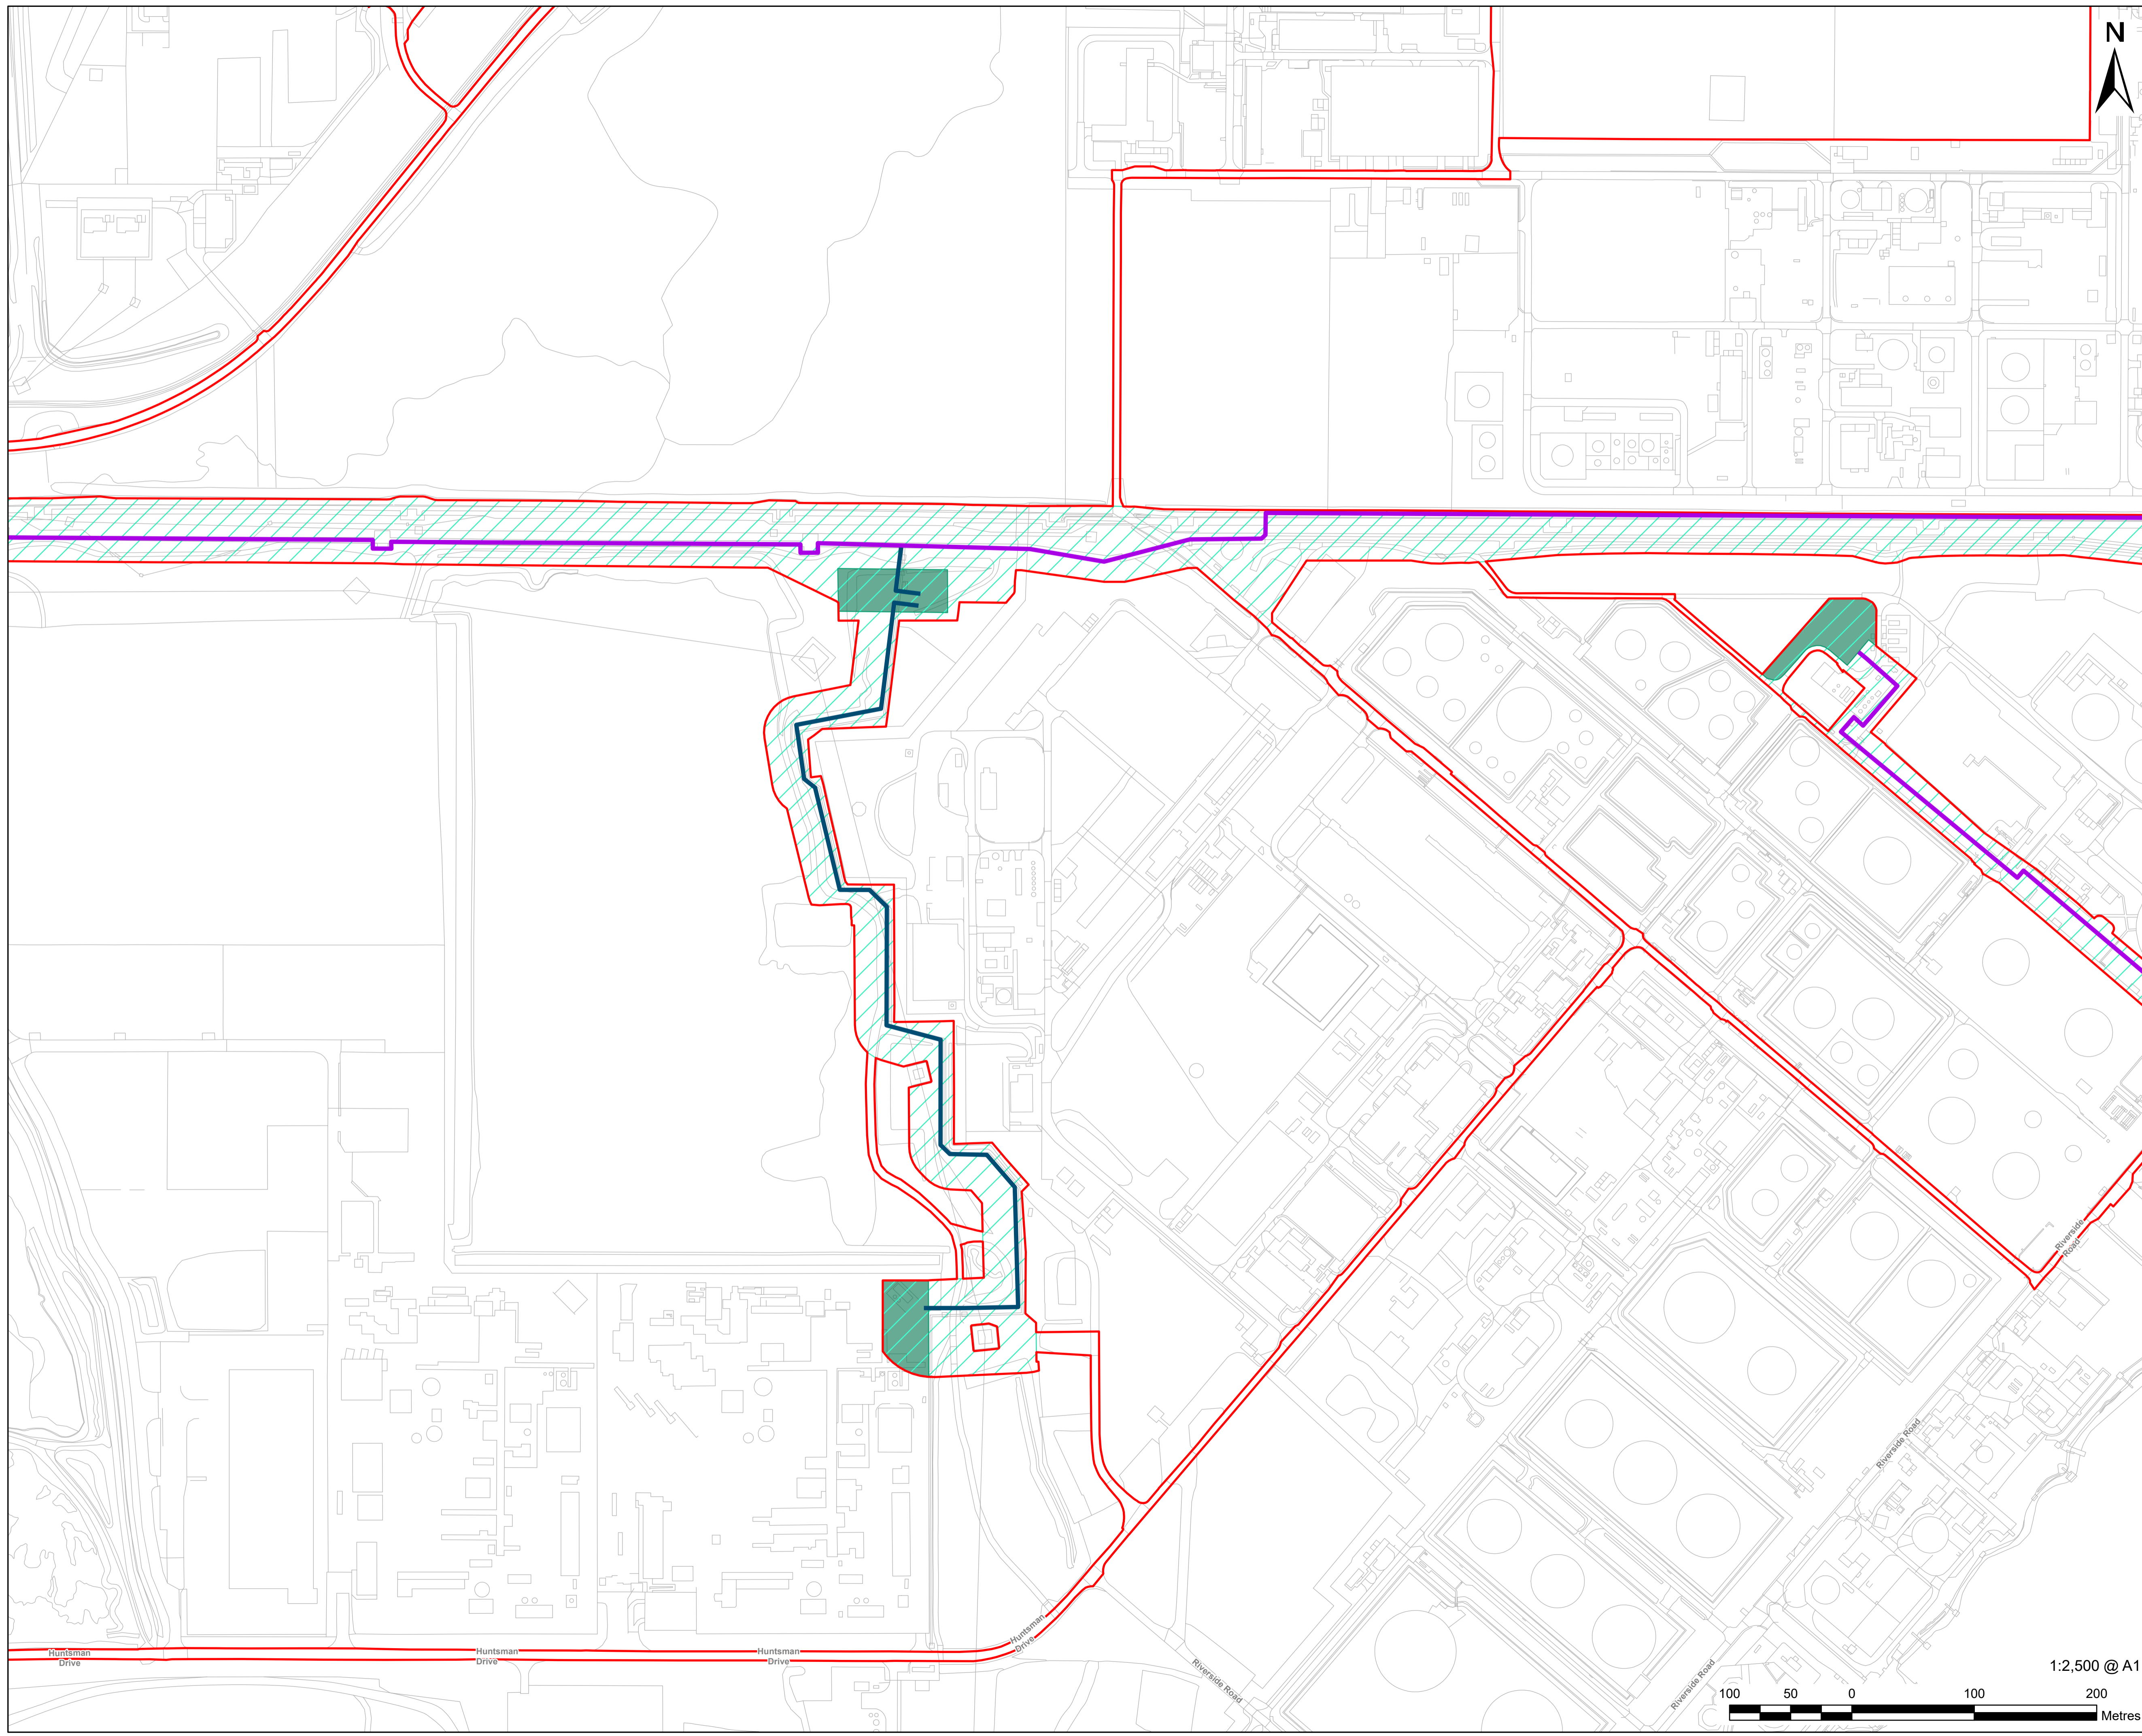 N
Riverside
Road
Riverside Road
Huntsman
Drive
Huntsman
Drive
Huntsman
Drive
Huntsman
Drive
Riverside Road
Riverside Road
1:2,500 @ A1
100 50 0 100 200
Metres